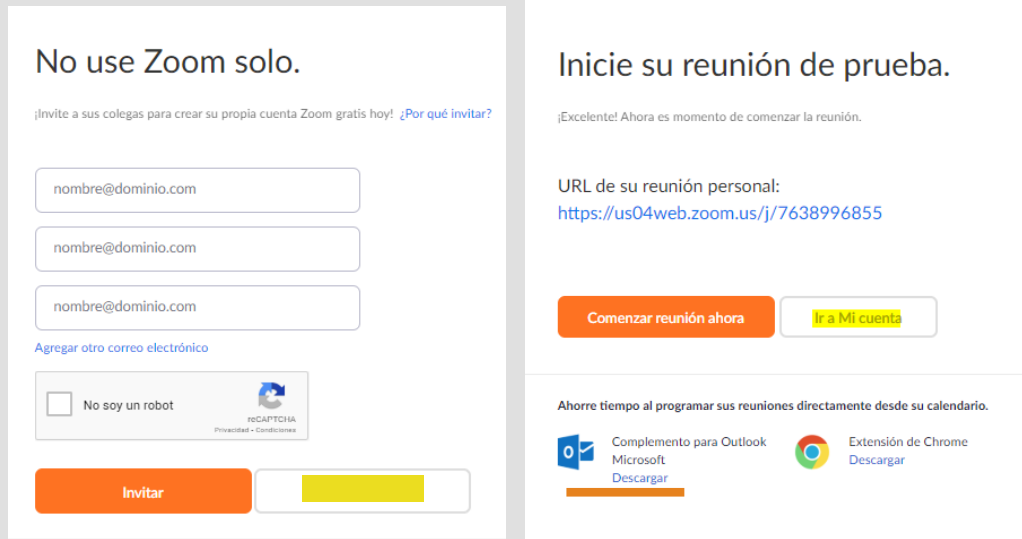 No use Zoom solo.
¡Invite a sus colegas para crear su propia cuenta Zoom gratis hoy! ¿Por qué invitar?
nombre@dominio.com
nombre@dominio.com
nombre@dominio.com
Agregar otro correo electrónico
No soy un robot
reCAPTCHA
Privacidad • Condiciones
Invitar
Inicie su reunión de prueba.
¡Excelente! Ahora es momento de comenzar la reunión.
URL de su reunión personal:
https://us04web.zoom.us/j/7638996855
Comenzar reunión ahora
Ir a Mi cuenta
Ahorre tiempo al programar sus reuniones directamente desde su calendario.
Complemento para Outlook
Microsoft
Descargar
Extensión de Chrome
Descargar